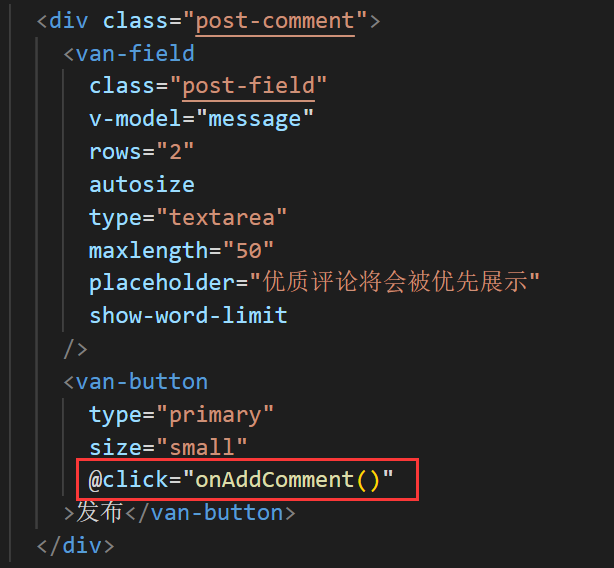 <div class="post-comment">
<van-field
class="post-field"
v-model="message"
rows="2"
autosize
type="textarea"
maxlength="50"
placeholder="优质评论将会被优先展示"
show-word-limit
/>
<van-button
type="primary"
size="small"
@click="onAddComment()"
>发布</van-button>
</div>